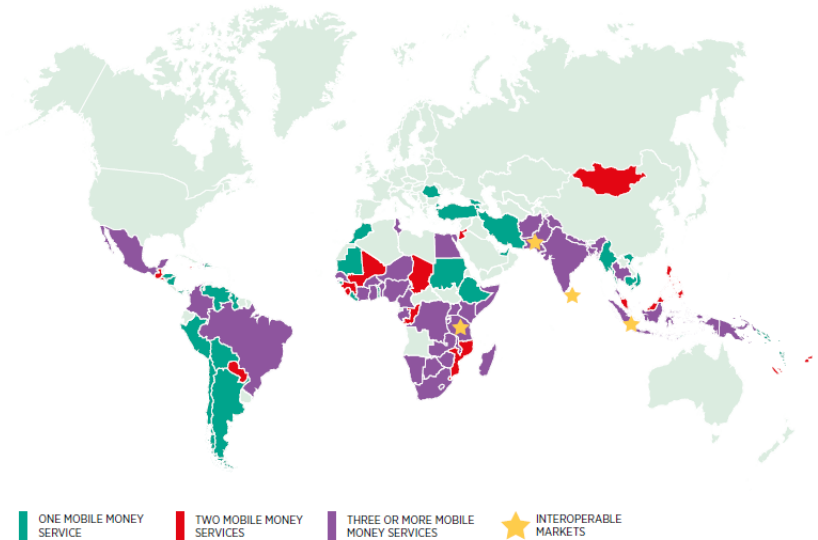 ONE MOBILE MONEY
SERVICE
TWO MOBILE MONEY
SERVICES
THREE OR MORE MOBILE
MONEY SERVICES
INTEROPERABLE
MARKETS